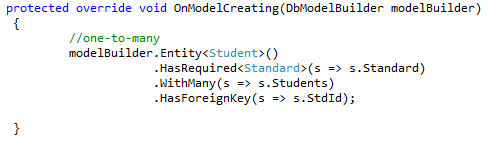 protected override void OnModelCreating(DbModelBuilder modelBuilder)
{
//one-to-many
modelBuilder.Entity<Student>()
.HasRequired<Standard>(s => s.Standard)
.WithMany(s => s.Students)
.HasForeignKey(s => s.StdId);
}